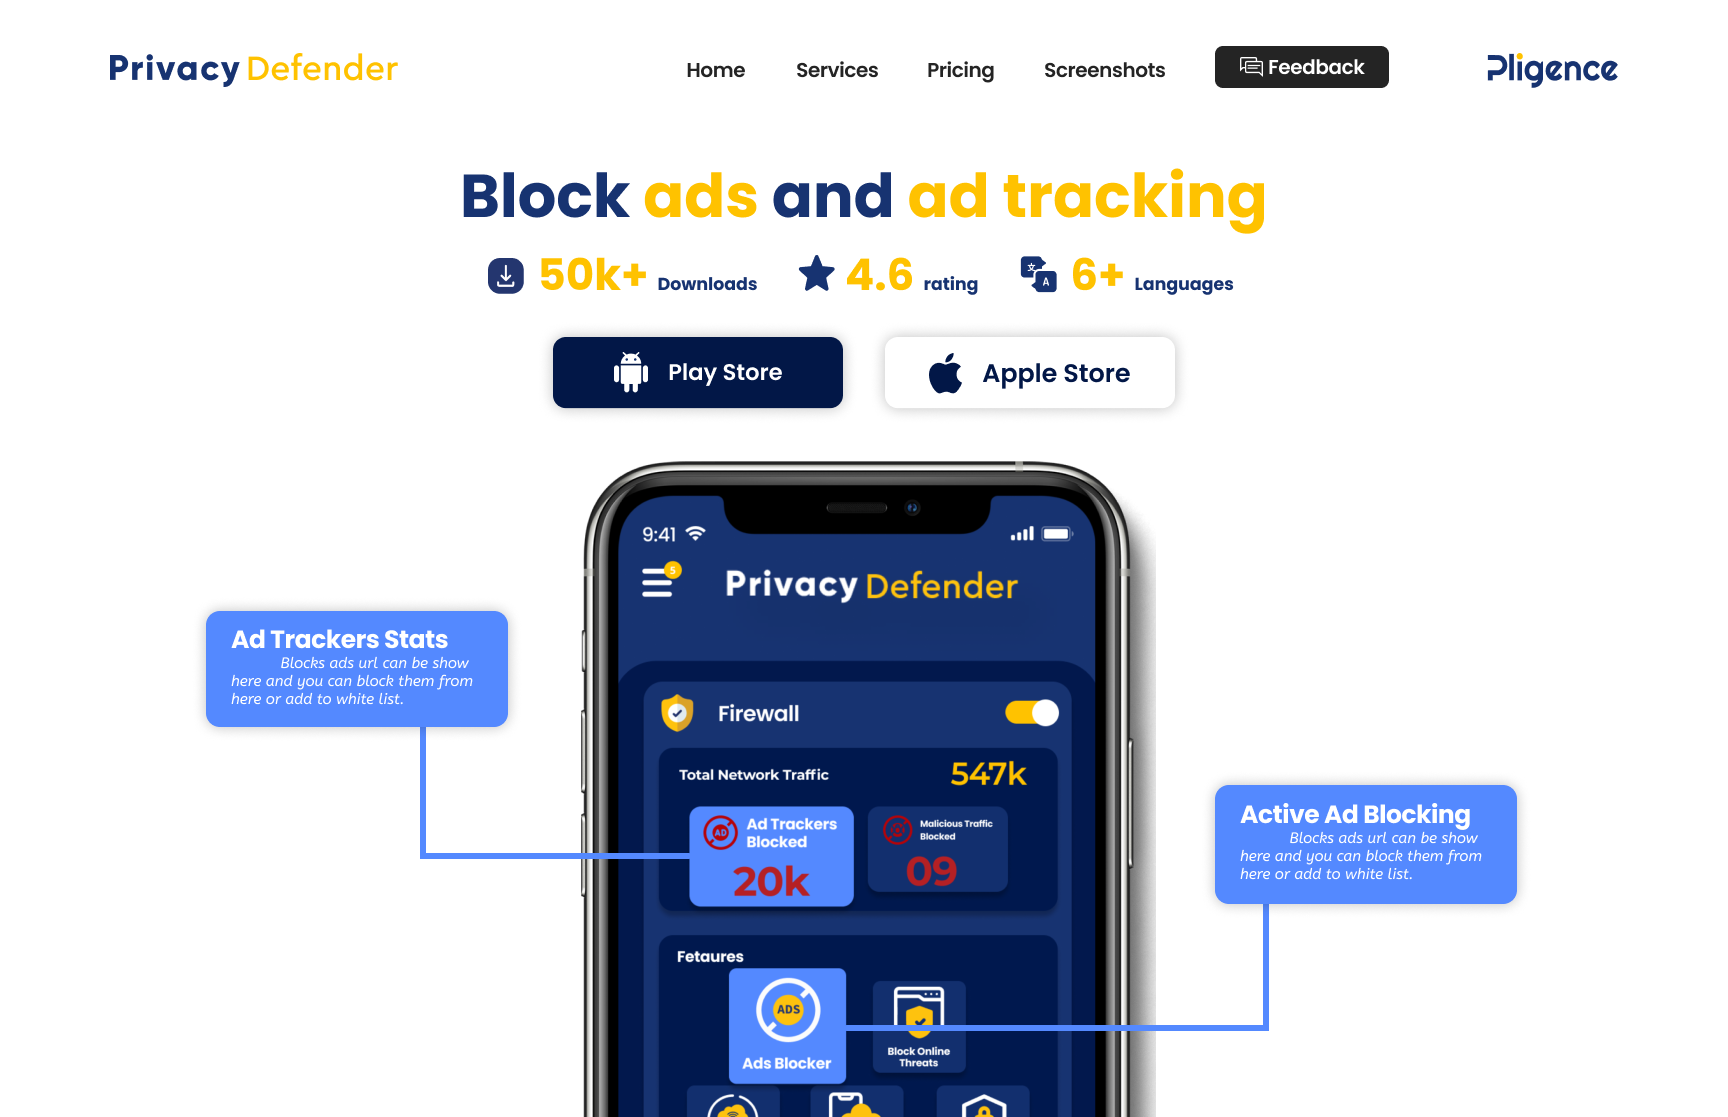 Privacy Defender
Home Services Pricing Screenshots Feedback Pligence
Block ads and ad tracking
50k+ Downloads 4.6 rating 6+ Languages
Play Store Apple Store
9:41
5
Privacy Defender
Ad Trackers Stats
Blocks ads url can be show
here and you can block them from
here or add to white list.
Firewall
Total Network Traffic 547k
AD
Ad Trackers
Blocked
20k
Malicious Traffic
Blocked
09
Active Ad Blocking
Blocks ads url can be show
here and you can block them from
here or add to white list.
Fetaures
ADS
Ads Blocker
Block Online
Threats